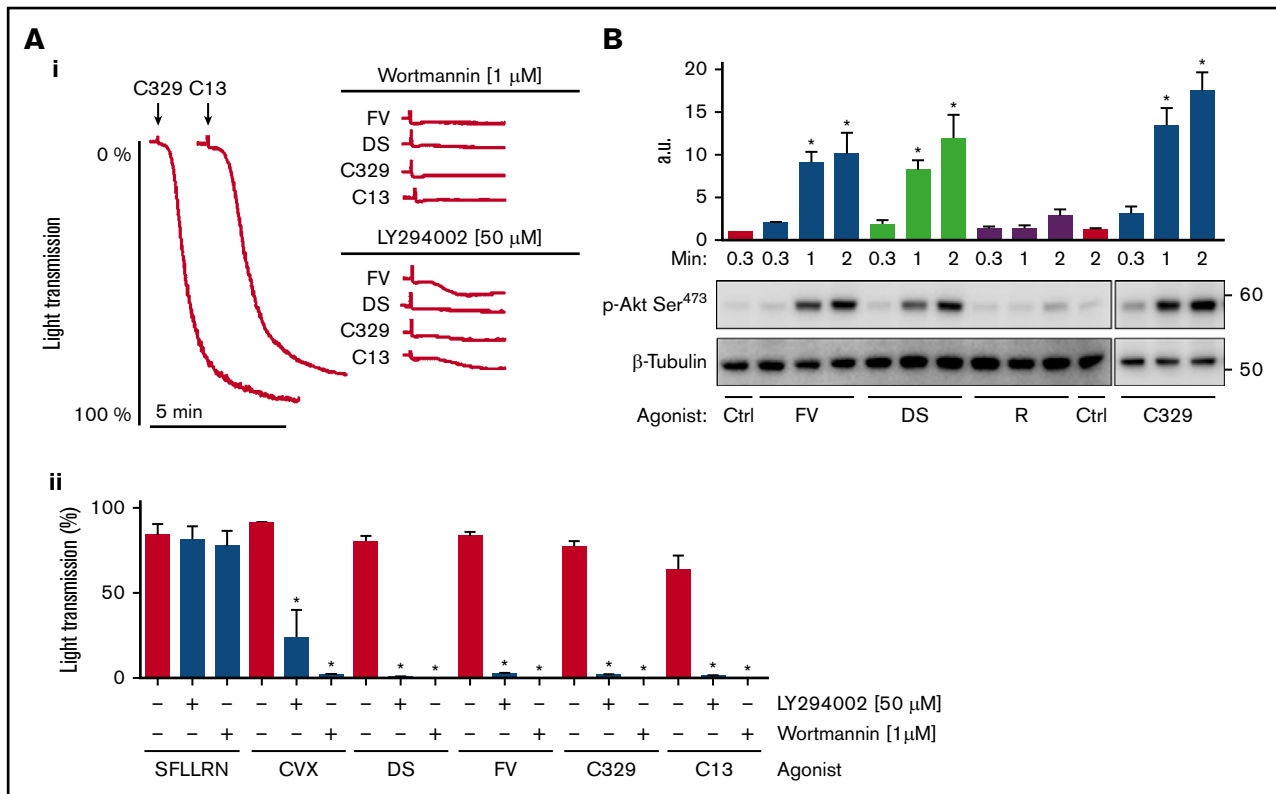 A
i
C329 C13
0 %
100 %
Light transmission
5 min
Wortmannin [1 μM]
FV
DS
C329
C13
LY294002 [50 μM]
FV
DS
C329
C13
B
a.u.
20
15
10
5
0
Min: 0.3 0.3 1 2 0.3 1 2 0.3 1 2 2 0.3 1 2
* * * * * *
p-Akt Ser473
60
β-Tubulin
50
Agonist: Ctrl FV DS R Ctrl C329
ii
Light transmission (%)
100
50
0
* * * * * * * * * *
– + – – + – – + – – + – – + – – + – LY294002 [50 μM]
– – + – – + – – + – – + – – + – – + Wortmannin [1μM]
SFLLRN CVX DS FV C329 C13 Agonist